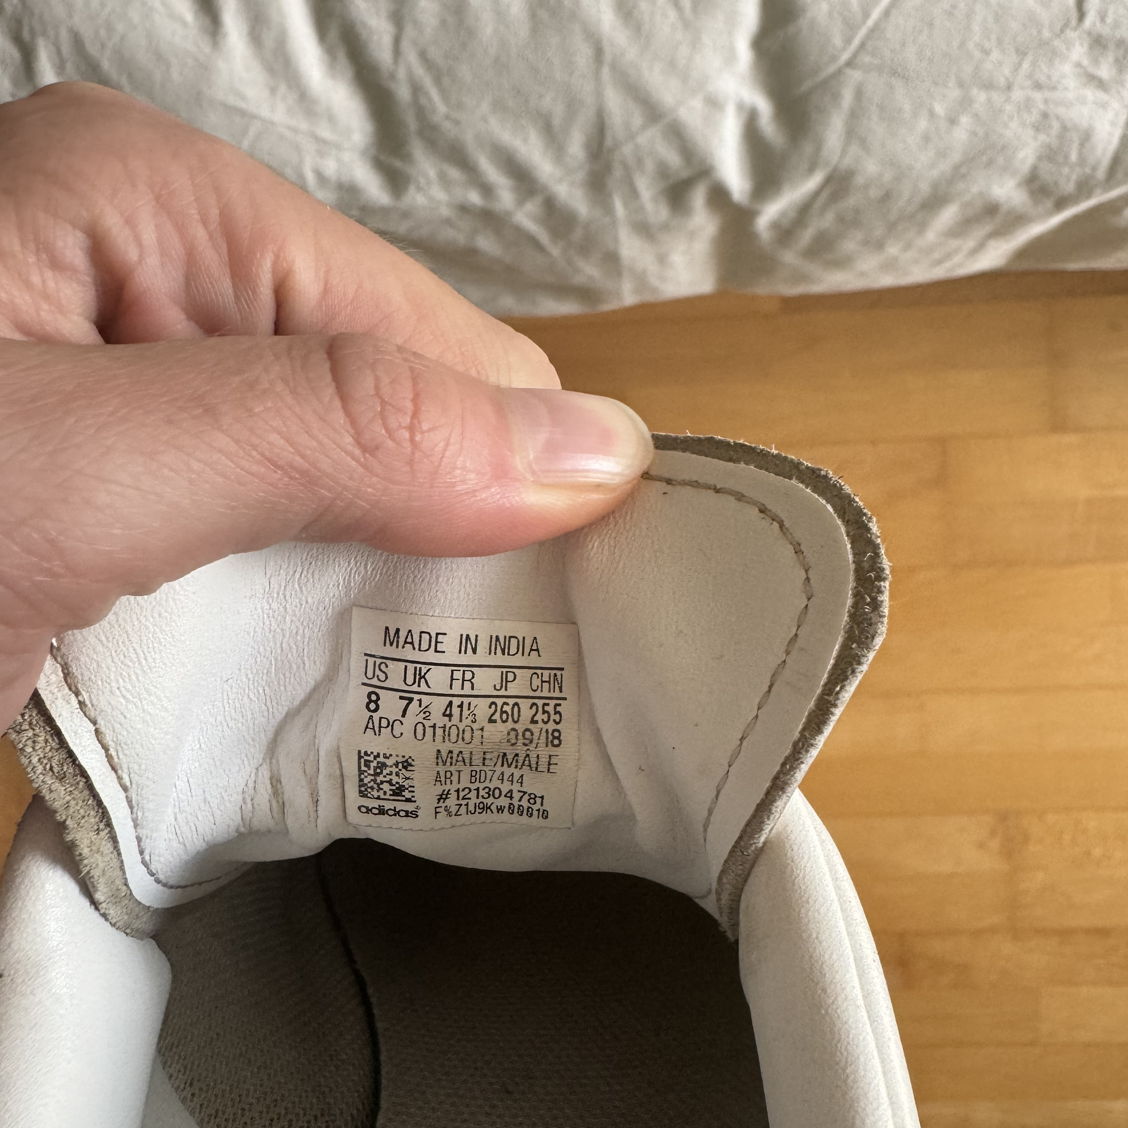 MADE IN INDIA
US UK FR JP CHN
8 7½ 41⅓ 260 255
APC 011001 09/18
MALE/MÂLE
ART BD7444
#121304781
adidas F%Z1J9Kw00010